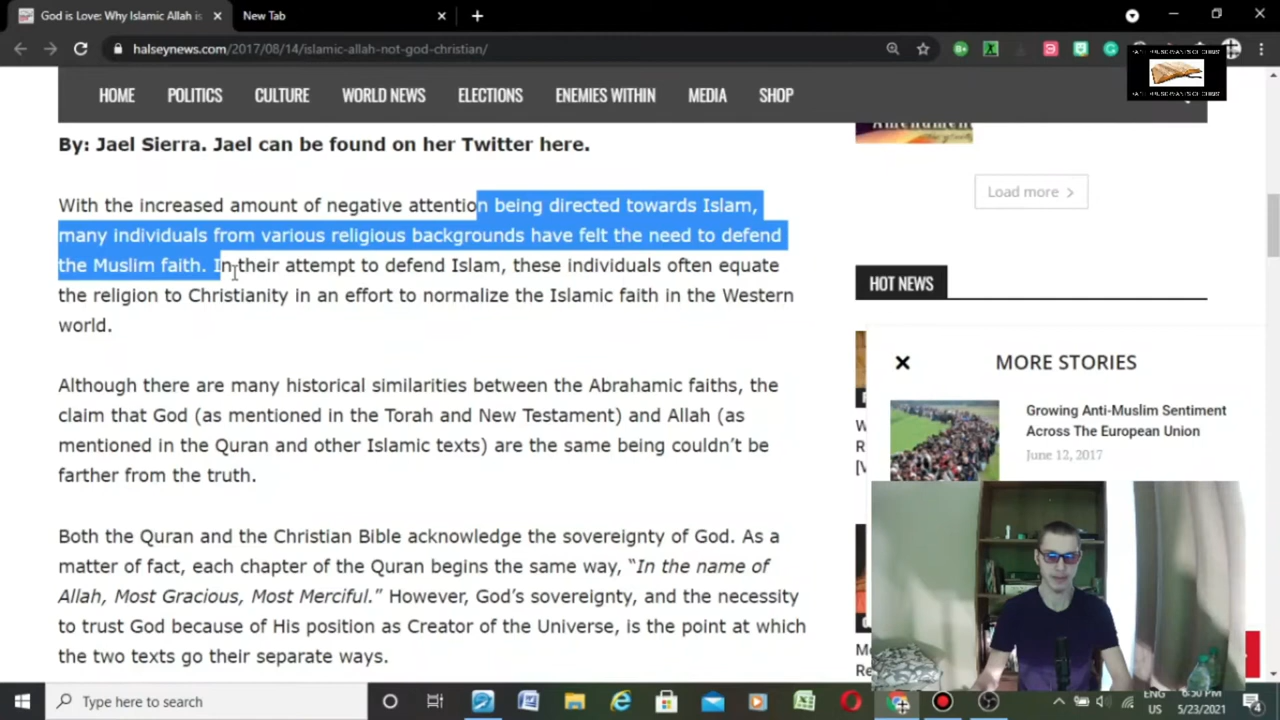 God is Love: Why Islamic Allah is
New Tab
halseynews.com/2017/08/14/islamic-allah-not-god-christian/
HOME POLITICS CULTURE WORLD NEWS ELECTIONS ENEMIES WITHIN MEDIA SHOP
By: Jael Sierra. Jael can be found on her Twitter here.
With the increased amount of negative attention being directed towards Islam,
many individuals from various religious backgrounds have felt the need to defend
the Muslim faith. In their attempt to defend Islam, these individuals often equate
the religion to Christianity in an effort to normalize the Islamic faith in the Western
world.
Although there are many historical similarities between the Abrahamic faiths, the
claim that God (as mentioned in the Torah and New Testament) and Allah (as
mentioned in the Quran and other Islamic texts) are the same being couldn’t be
farther from the truth.
Both the Quran and the Christian Bible acknowledge the sovereignty of God. As a
matter of fact, each chapter of the Quran begins the same way, “In the name of
Allah, Most Gracious, Most Merciful.” However, God’s sovereignty, and the necessity
to trust God because of His position as Creator of the Universe, is the point at which
the two texts go their separate ways.
Load more
HOT NEWS
MORE STORIES
Growing Anti-Muslim Sentiment
Across The European Union
June 12, 2017
Type here to search
ENG
US
6:50 PM
5/23/2021
4